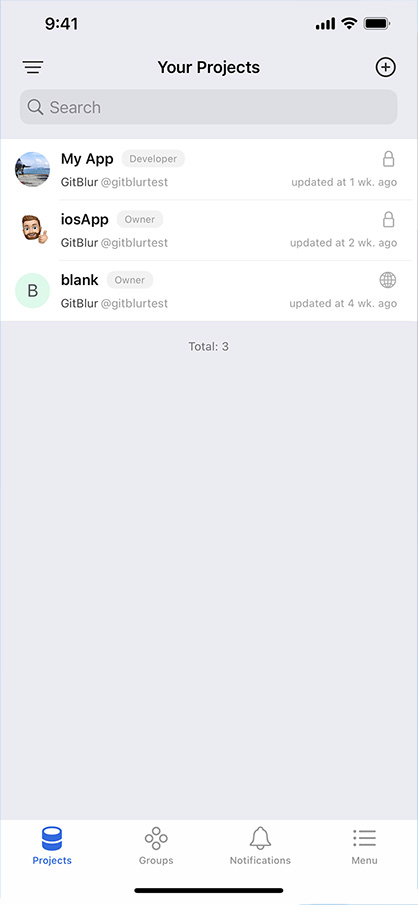 9:41
Your Projects
Search
My App Developer
GitBlur @gitblurtest updated at 1 wk. ago
iosApp Owner
GitBlur @gitblurtest updated at 2 wk. ago
B
blank Owner
GitBlur @gitblurtest updated at 4 wk. ago
Total: 3
Projects Groups Notifications Menu